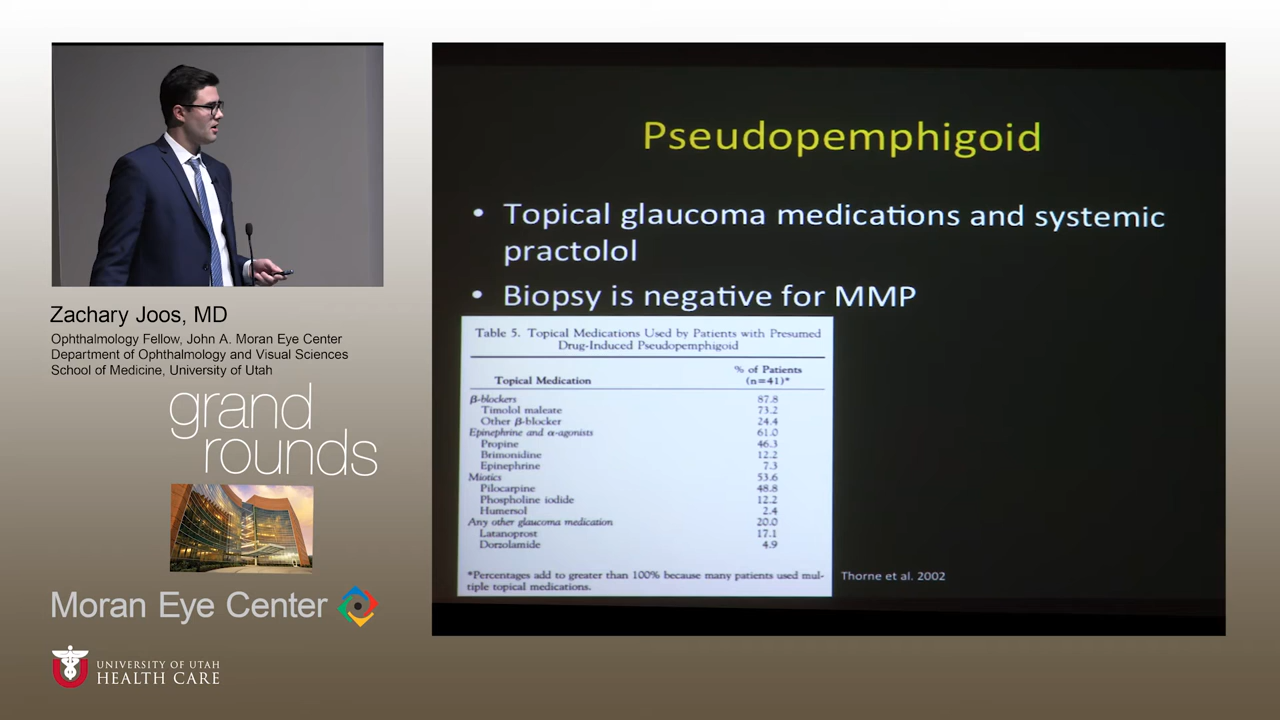 Zachary Joos, MD
Ophthalmology Fellow, John A. Moran Eye Center
Department of Ophthalmology and Visual Sciences
School of Medicine, University of Utah
grand
rounds
Moran Eye Center
UNIVERSITY OF UTAH
HEALTH CARE
Pseudopemphigoid
• Topical glaucoma medications and systemic
practolol
• Biopsy is negative for MMP
Table 5. Topical Medications Used by Patients with Presumed
Drug-Induced Pseudopemphigoid
% of Patients
Topical Medication (n=41)*
β-blockers 87.8
Timolol maleate 73.2
Other β-blocker 24.4
Epinephrine and α-agonists 61.0
Propine 46.3
Brimonidine 12.2
Epinephrine 7.3
Miotics 53.6
Pilocarpine 48.8
Phospholine iodide 12.2
Humersol 2.4
Any other glaucoma medication 20.0
Latanoprost 17.1
Dorzolamide 4.9
*Percentages add to greater than 100% because many patients used mul-
tiple topical medications.
Thorne et al. 2002